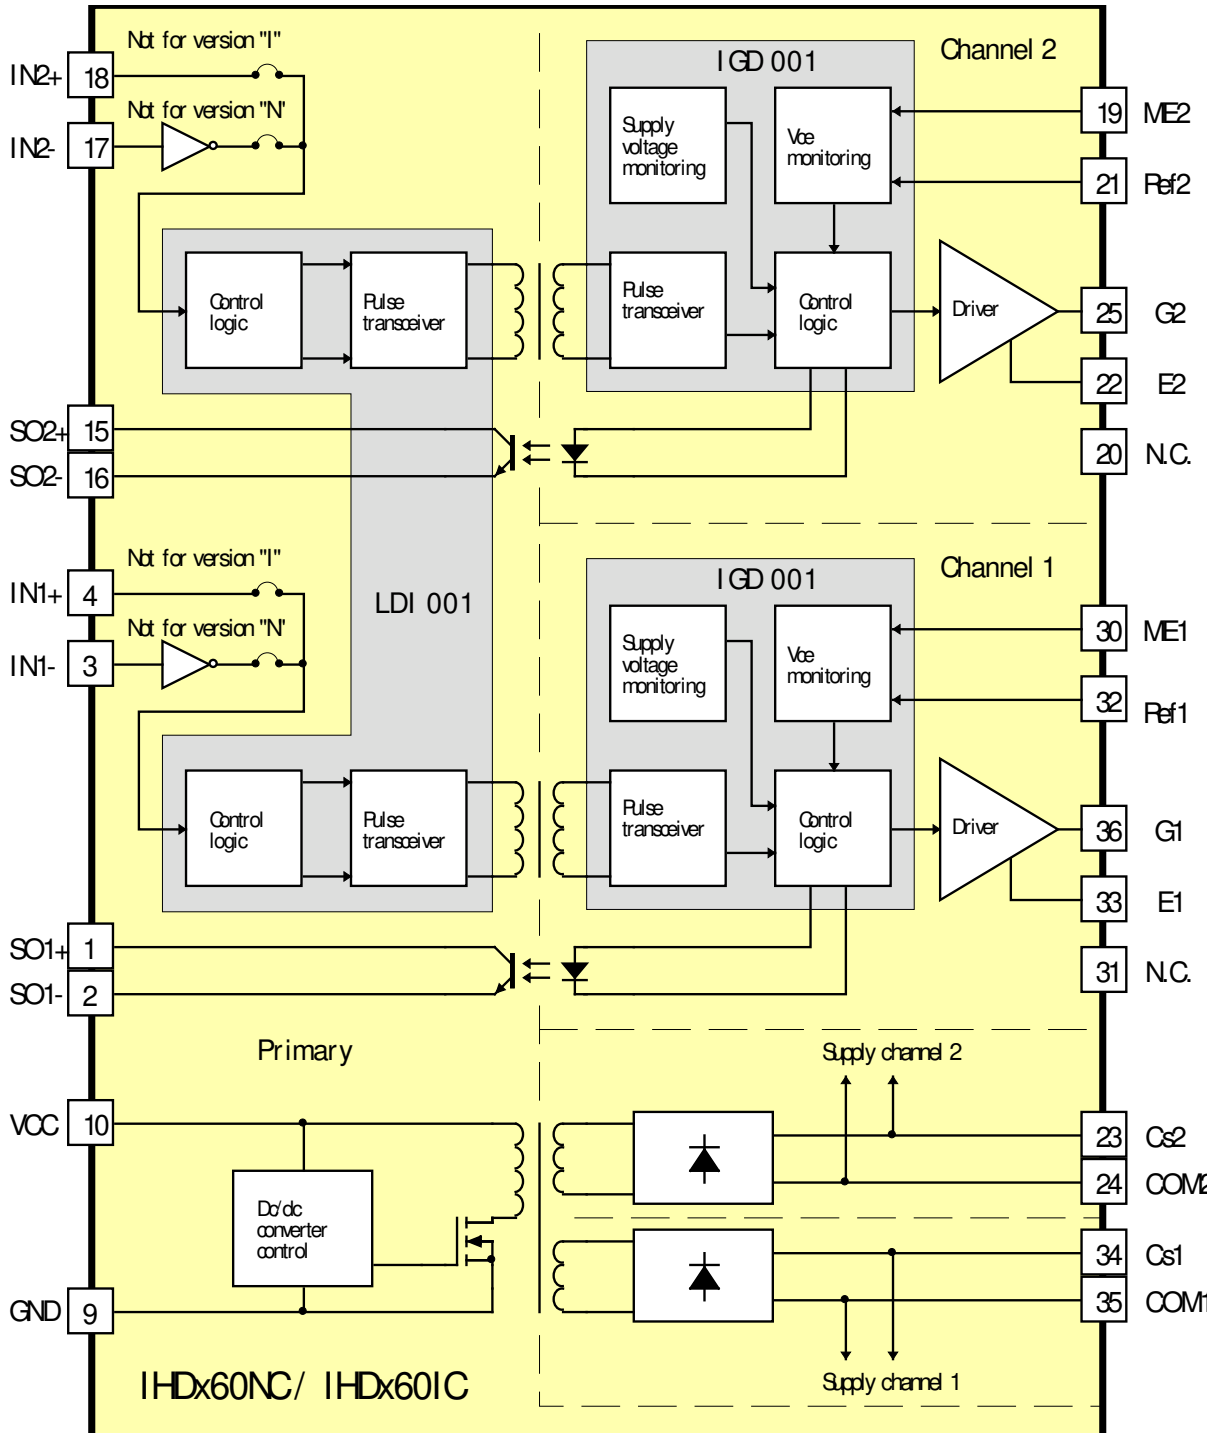 Not for version "I"
IN2+ 18
Not for version "N"
IN2- 17
IGD 001
Channel 2
Supply
voltage
monitoring
Vce
monitoring
19 ME2
21 Ref2
Control
logic
Pulse
transceiver
Pulse
transceiver
Control
logic
Driver
25 G2
22 E2
SO2+ 15
SO2- 16
20 N.C.
Not for version "I"
IN1+ 4
Not for version "N"
IN1- 3
LDI 001
IGD 001
Channel 1
Supply
voltage
monitoring
Vce
monitoring
30 ME1
32 Ref1
Control
logic
Pulse
transceiver
Pulse
transceiver
Control
logic
Driver
36 G1
33 E1
SO1+ 1
SO1- 2
31 N.C.
Primary
Supply channel 2
VCC 10
23 Cs2
24 COM2
Dc/dc
converter
control
34 Cs1
35 COM1
GND 9
Supply channel 1
IHDx60NC/ IHDx60IC